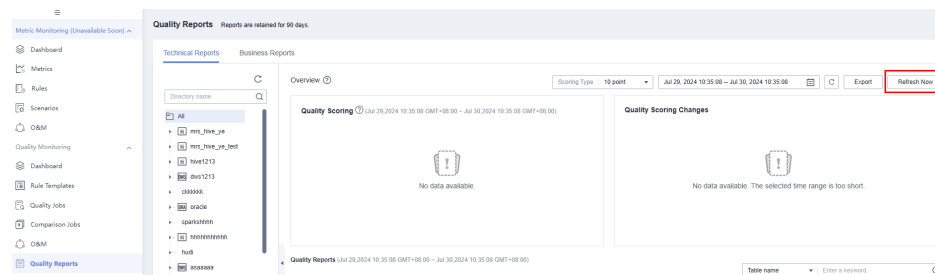 Metric Monitoring (Unavailable Soon)
Dashboard
Metrics
Rules
Scenarios
O&M
Quality Monitoring
Dashboard
Rule Templates
Quality Jobs
Comparison Jobs
O&M
Quality Reports
Quality Reports Reports are retained for 90 days.
Technical Reports Business Reports
Directory name
All
mrs_hive_ye
mrs_hive_ye_test
hive1213
dws1213
ckkkkkk
oracle
sparkshhhh
hhhhhhhhhhh
hudi
asaaaaa
Overview
Scoring Type 10 point Jul 29, 2024 10:35:08 – Jul 30, 2024 10:35:08 Export Refresh Now
Quality Scoring (Jul 29,2024 10:35:08 GMT+08:00 – Jul 30,2024 10:35:08 GMT+08:00)
No data available.
Quality Scoring Changes
No data available. The selected time range is too short.
Quality Reports (Jul 29,2024 10:35:08 GMT+08:00 – Jul 30,2024 10:35:08 GMT+08:00)
Table name Enter a keyword.